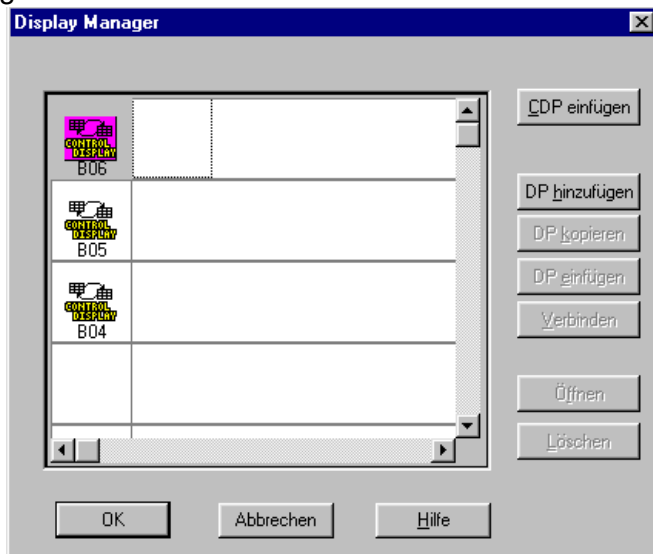 Display Manager
CDP einfügen
CONTROL
DISPLAY
B06
DP hinzufügen
CONTROL
DISPLAY
B05
DP kopieren
DP einfügen
CONTROL
DISPLAY
B04
Verbinden
Öffnen
Löschen
OK
Abbrechen
Hilfe